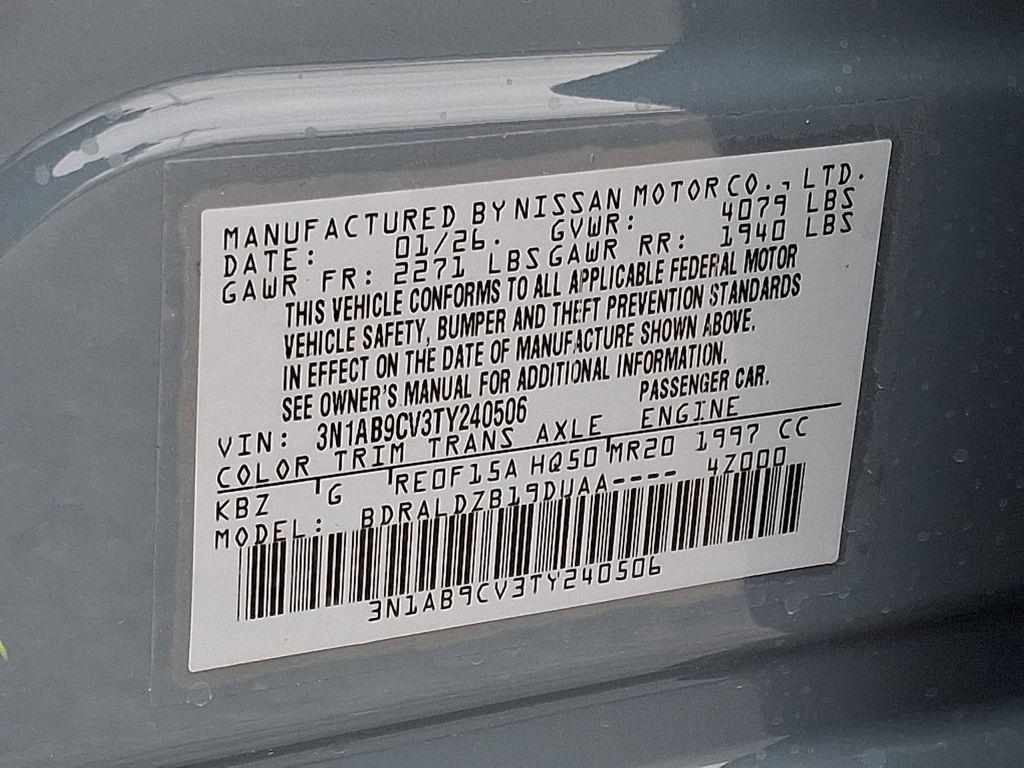 MANUFACTURED BY NISSAN MOTOR CO., LTD.
DATE: 01/26. GVWR: 4079 LBS
GAWR FR: 2271 LBS GAWR RR: 1940 LBS
THIS VEHICLE CONFORMS TO ALL APPLICABLE FEDERAL MOTOR
VEHICLE SAFETY, BUMPER AND THEFT PREVENTION STANDARDS
IN EFFECT ON THE DATE OF MANUFACTURE SHOWN ABOVE.
SEE OWNER'S MANUAL FOR ADDITIONAL INFORMATION.
VIN: 3N1AB9CV3TY240506 PASSENGER CAR.
COLOR TRIM TRANS AXLE ENGINE
KBZ G RE0F15A HQ50 MR20 1997 CC
MODEL: BDRALDZB19DUAA---- 4Z000
3N1AB9CV3TY240506